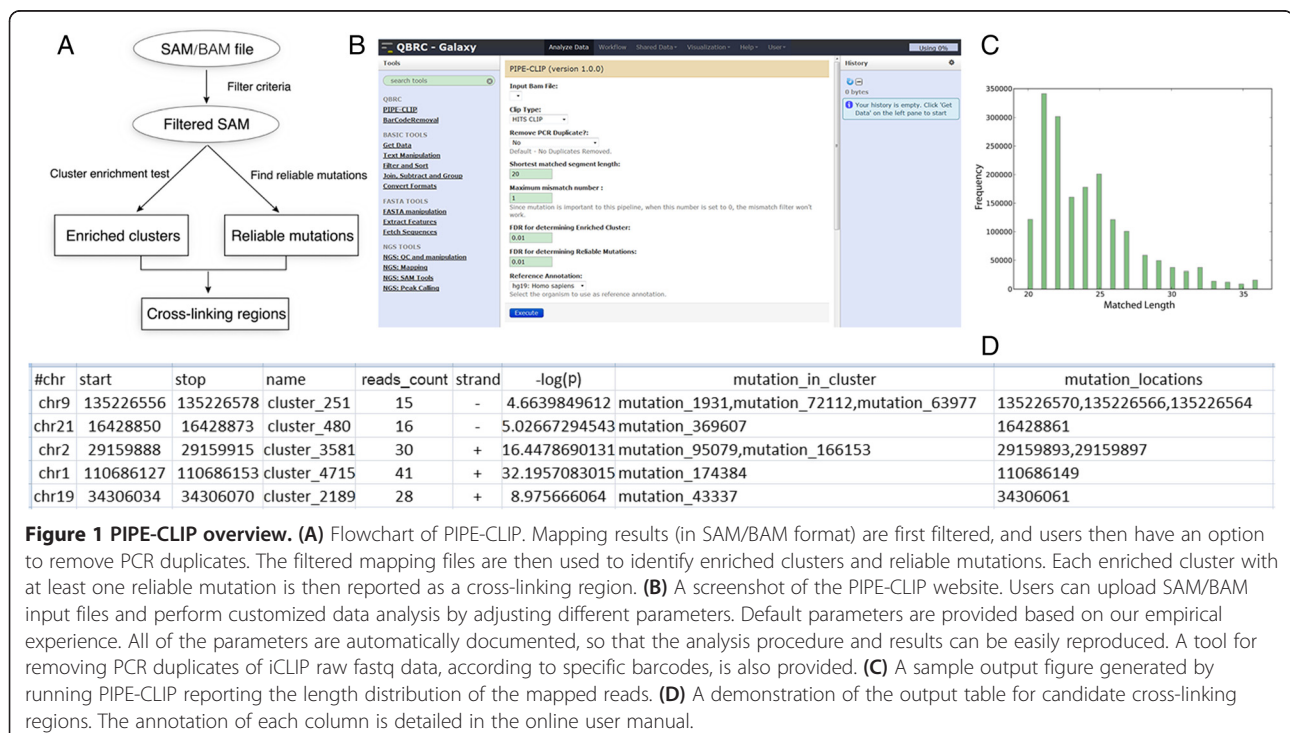 A
SAM/BAM file
Filter criteria
Filtered SAM
Cluster enrichment test
Find reliable mutations
Enriched clusters
Reliable mutations
Cross-linking regions
B
QBRC - Galaxy
Analyze Data Workflow Shared Data Visualization Help User
Using 0%
Tools
search tools
QBRC
PIPE-CLIP
BarCodeRemoval
BASIC TOOLS
Get Data
Text Manipulation
Filter and Sort
Join, Subtract and Group
Convert Formats
FASTA TOOLS
FASTA manipulation
Extract Features
Fetch Sequences
NGS TOOLS
NGS: QC and manipulation
NGS: Mapping
NGS: SAM Tools
NGS: Peak Calling
PIPE-CLIP (version 1.0.0)
Input Bam File:
Clip Type:
HITS CLIP
Remove PCR Duplicate?:
No
Default - No Duplicates Removed.
Shortest matched segment length:
20
Maximum mismatch number :
1
Since mutation is important to this pipeline, when this number is set to 0, the mismatch filter won't
work.
FDR for determining Enriched Cluster:
0.01
FDR for determining Reliable Mutations:
0.01
Reference Annotation:
hg19: Homo sapiens
Select the organism to use as reference annotation.
Execute
History
0 bytes
Your history is empty. Click 'Get
Data' on the left pane to start
C
Frequency
350000
300000
250000
200000
150000
100000
50000
0
20 25 30 35
Matched Length
D
#chr start stop name reads_count strand -log(p) mutation_in_cluster mutation_locations
chr9 135226556 135226578 cluster_251 15 - 4.6639849612 mutation_1931,mutation_72112,mutation_63977 135226570,135226566,135226564
chr21 16428850 16428873 cluster_480 16 - 5.02667294543 mutation_369607 16428861
chr2 29159888 29159915 cluster_3581 30 + 16.4478690131 mutation_95079,mutation_166153 29159893,29159897
chr1 110686127 110686153 cluster_4715 41 + 32.1957083015 mutation_174384 110686149
chr19 34306034 34306070 cluster_2189 28 + 8.975666064 mutation_43337 34306061
Figure 1 PIPE-CLIP overview. (A) Flowchart of PIPE-CLIP. Mapping results (in SAM/BAM format) are first filtered, and users then have an option
to remove PCR duplicates. The filtered mapping files are then used to identify enriched clusters and reliable mutations. Each enriched cluster with
at least one reliable mutation is then reported as a cross-linking region. (B) A screenshot of the PIPE-CLIP website. Users can upload SAM/BAM
input files and perform customized data analysis by adjusting different parameters. Default parameters are provided based on our empirical
experience. All of the parameters are automatically documented, so that the analysis procedure and results can be easily reproduced. A tool for
removing PCR duplicates of iCLIP raw fastq data, according to specific barcodes, is also provided. (C) A sample output figure generated by
running PIPE-CLIP reporting the length distribution of the mapped reads. (D) A demonstration of the output table for candidate cross-linking
regions. The annotation of each column is detailed in the online user manual.